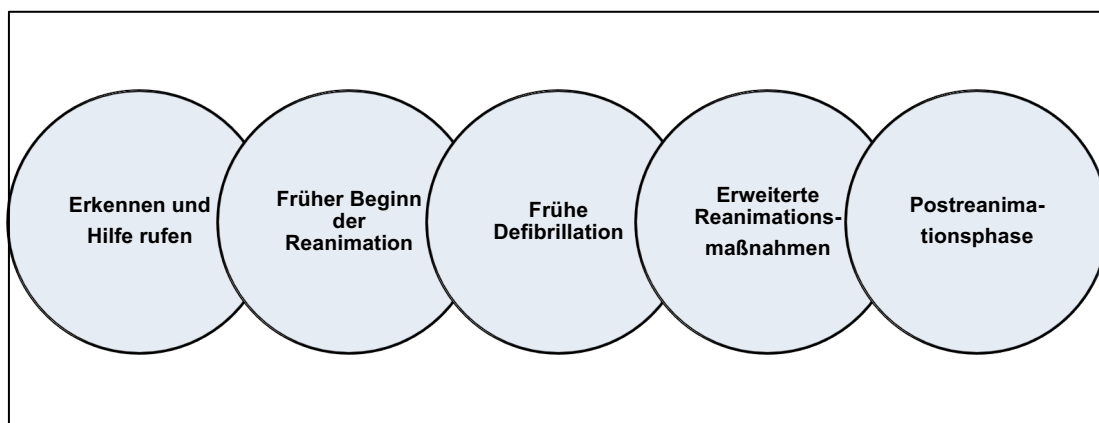 Erkennen und
Hilfe rufen
Früher Beginn
der
Reanimation
Frühe
Defibrillation
Erweiterte
Reanimations-
maßnahmen
Postreanima-
tionsphase